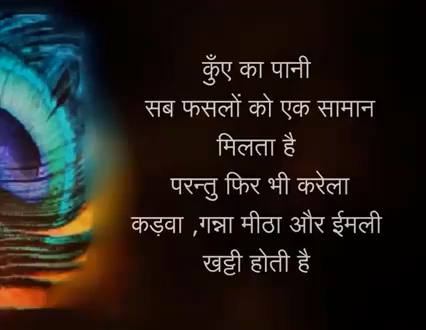 कुँए का पानी
सब फसलों को एक सामान
मिलता है
परन्तु फिर भी करेला
कड़वा ,गन्ना मीठा और ईमली
खट्टी होती है